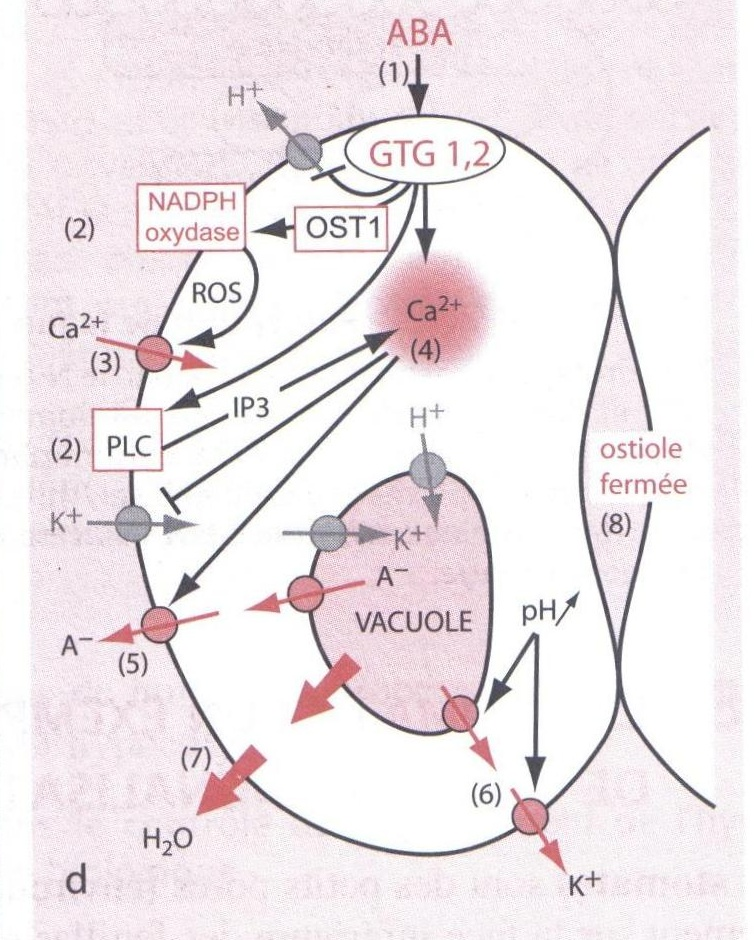 ABA
(1)
H+
GTG 1,2
NADPH
oxydase
(2)
OST1
ROS
Ca2+
(3)
Ca2+
(4)
IP3
(2)
PLC
H+
K+
K+
A−
VACUOLE
ostiole
fermée
(8)
pH
A−
(5)
(7)
(6)
H2O
K+
d